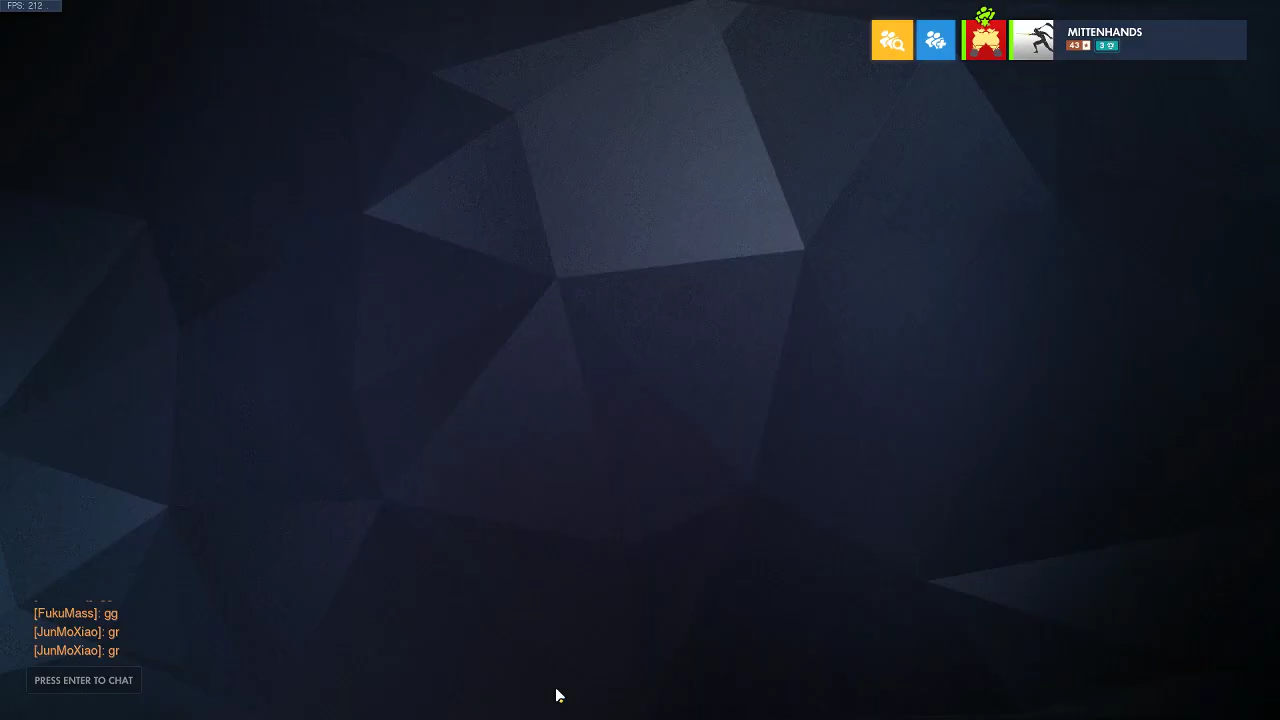 FPS: 212
MITTENHANDS
43 3
[FukuMass]: gg
[JunMoXiao]: gr
[JunMoXiao]: gr
PRESS ENTER TO CHAT